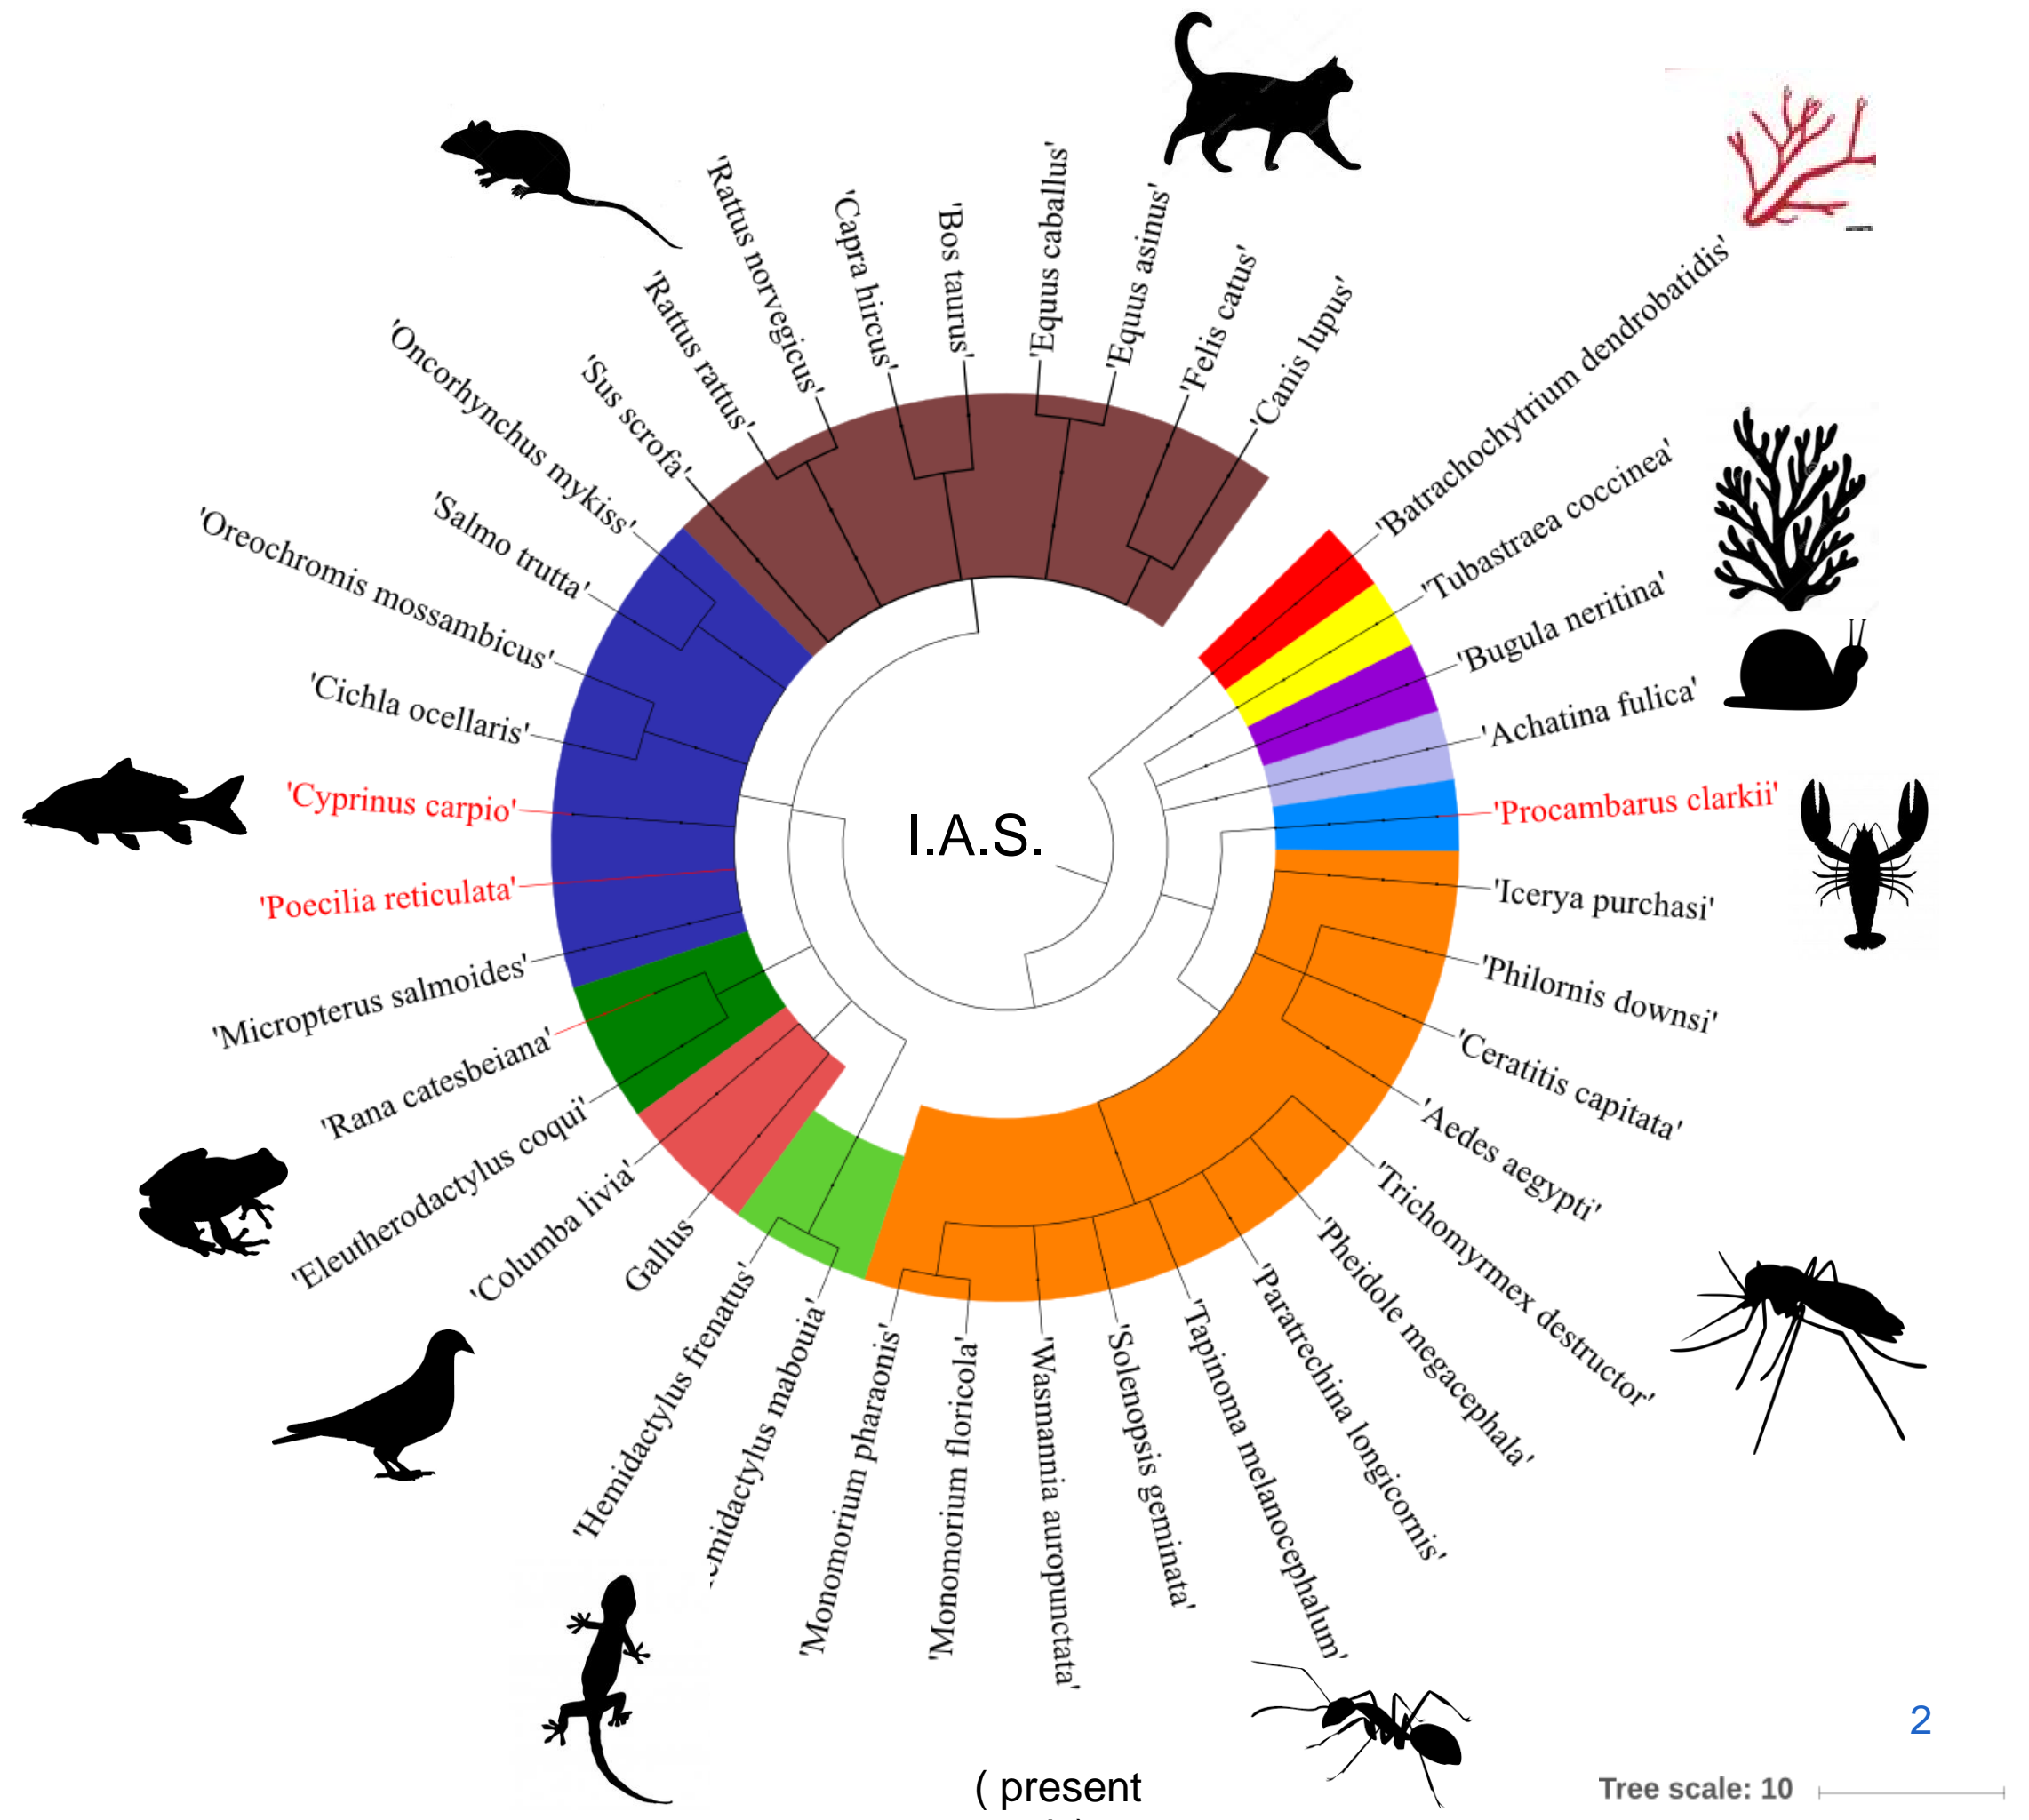 'Rattus norvegicus'
'Capra hircus'
'Bos taurus'
'Equus caballus'
'Equus asinus'
'Felis catus'
'Canis lupus'
'Batrachochytrium dendrobatidis'
'Tubastraea coccinea'
'Bugula neritina'
'Achatina fulica'
'Procambarus clarkii'
'Icerya purchasi'
'Philornis downsi'
'Ceratitis capitata'
'Aedes aegypti'
'Trichomyrmex destructor'
'Pheidole megacephala'
'Paratrechina longicornis'
'Tapinoma melanocephalum'
'Solenopsis geminata'
'Wasmannia auropunctata'
'Monomorium floricola'
'Monomorium pharaonis'
emidactylus mabouia'
'Hemidactylus frenatus'
Gallus
'Columba livia'
'Eleutherodactylus coqui'
'Rana catesbeiana'
'Micropterus salmoides'
'Poecilia reticulata'
'Cyprinus carpio'
'Cichla ocellaris'
'Oreochromis mossambicus'
'Salmo trutta'
'Oncorhynchus mykiss'
'Sus scrofa'
'Rattus rattus'
I.A.S.
2
( present
Tree scale: 10